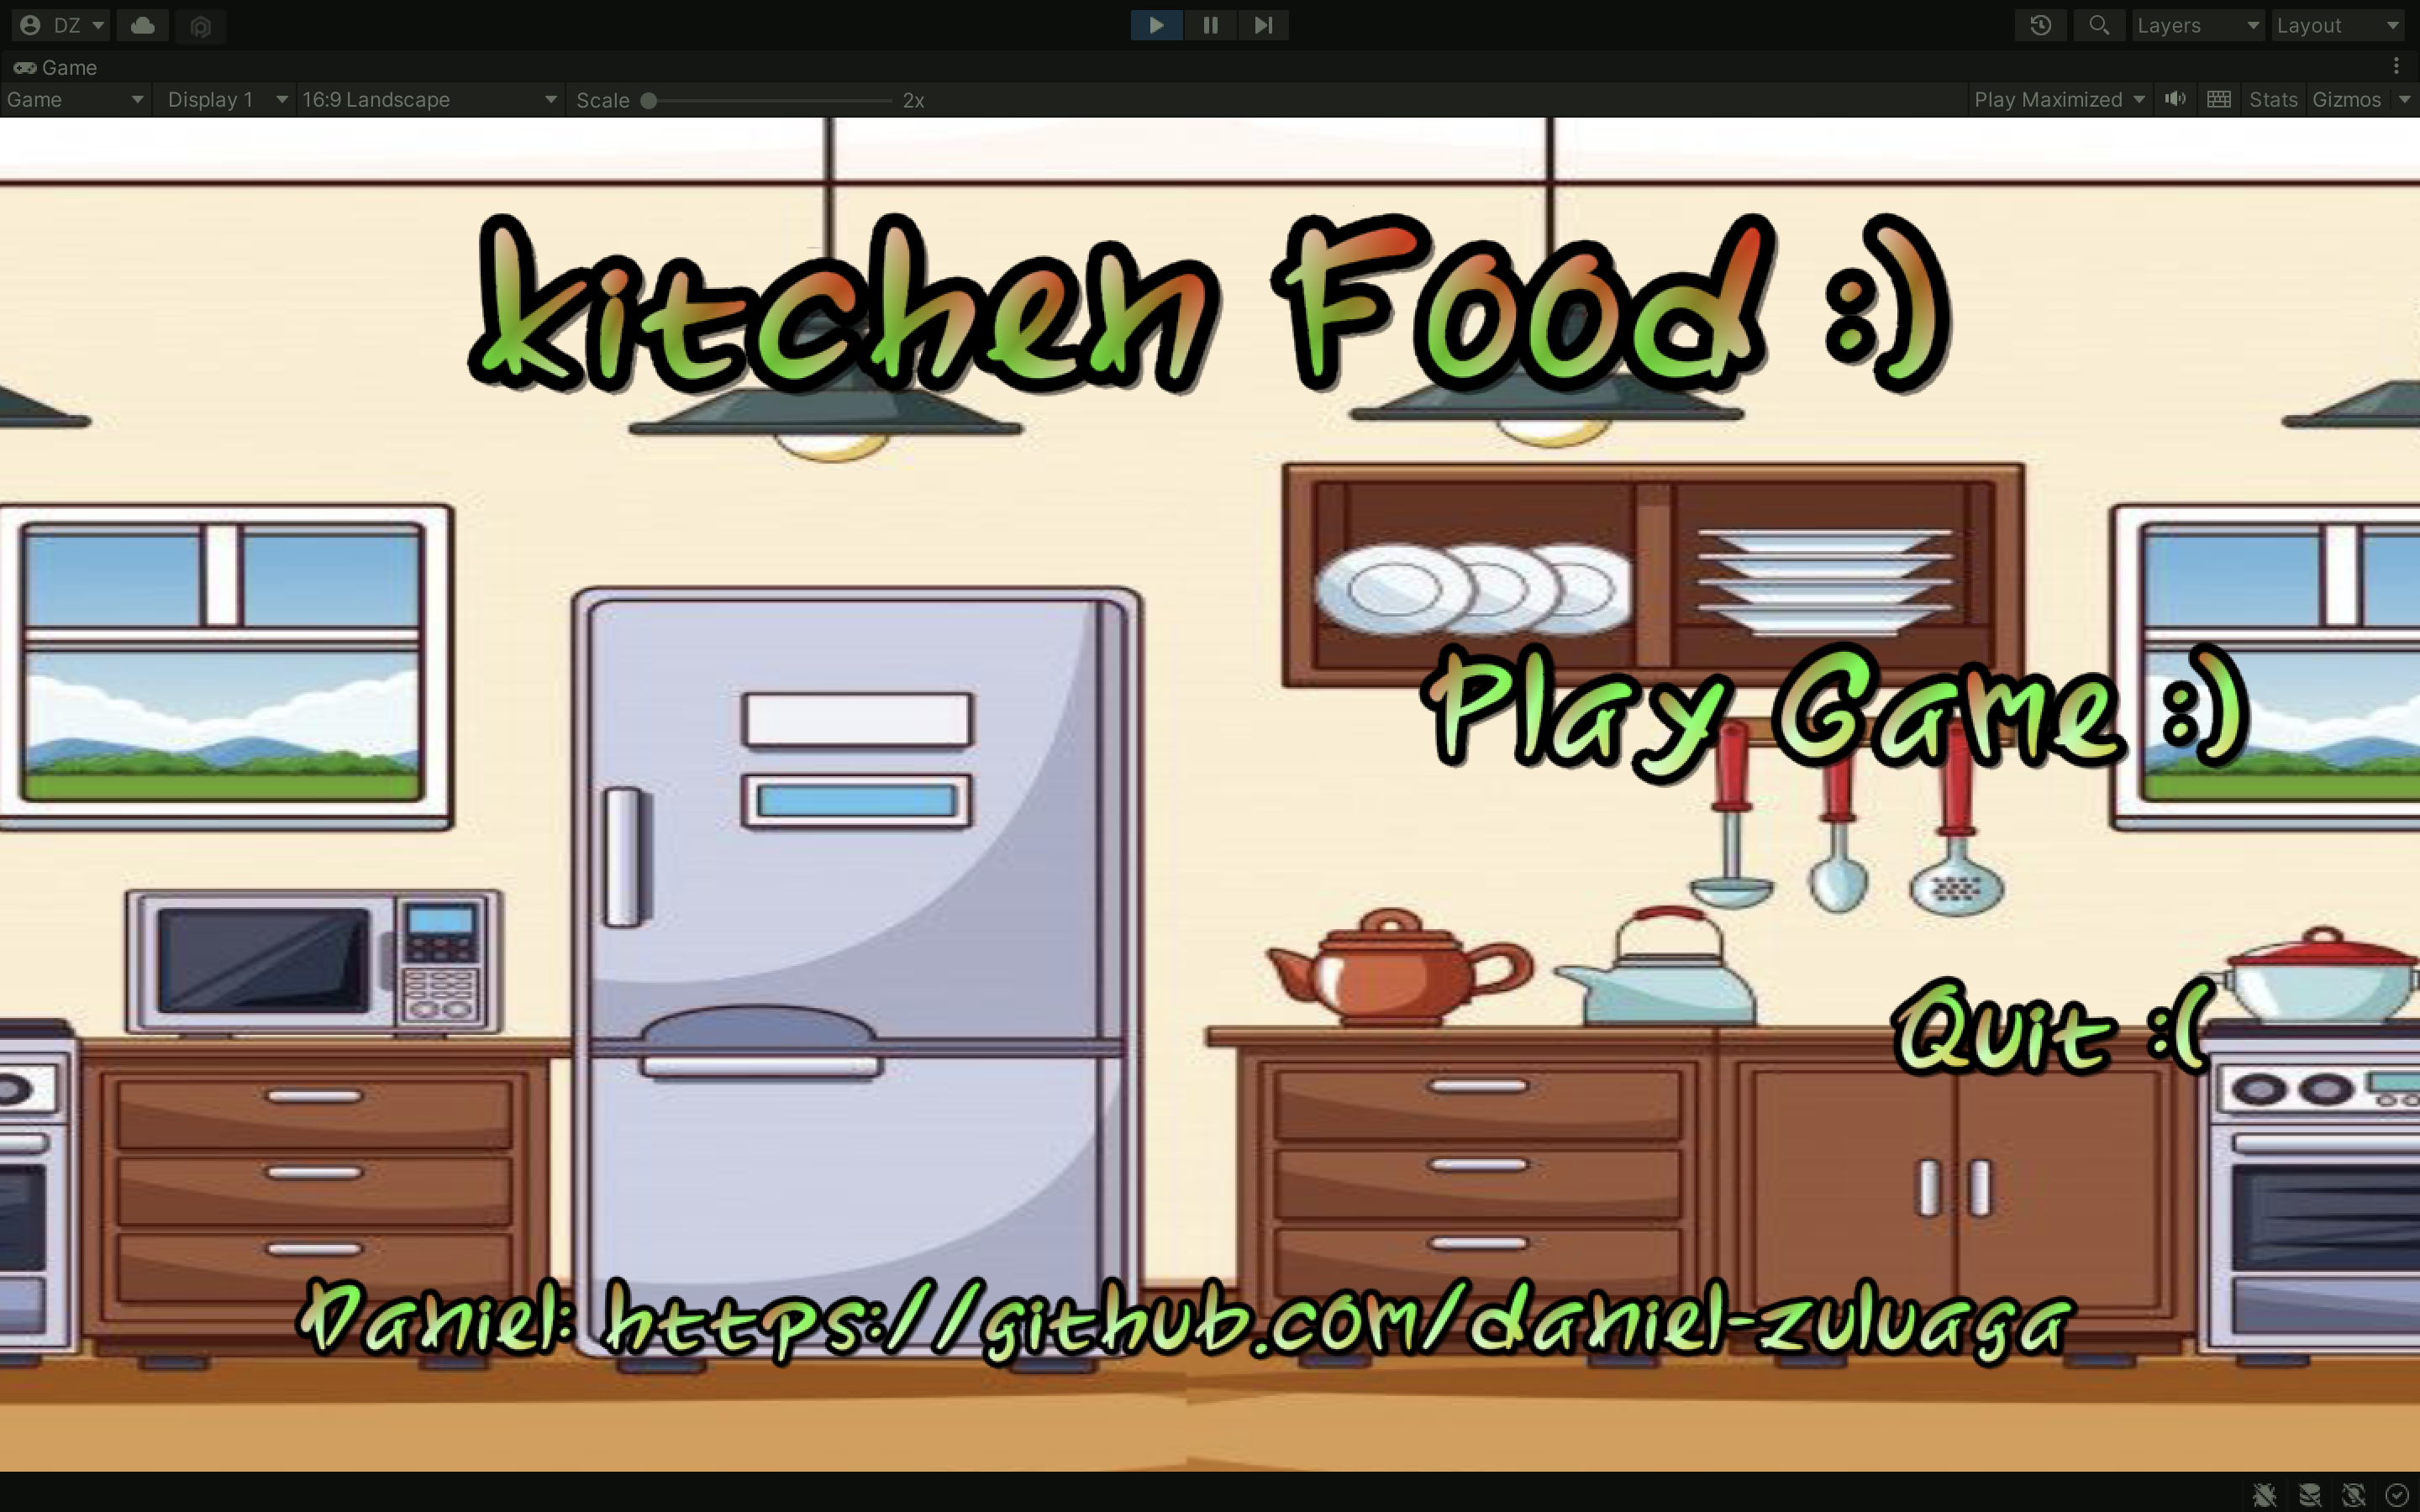 DZ
Layers Layout
Game
Game Display 1 16:9 Landscape Scale 2x Play Maximized Stats Gizmos
kitchen Food :)
Play Game :)
Quit :(
Daniel: https://github.com/daniel-zuluaga